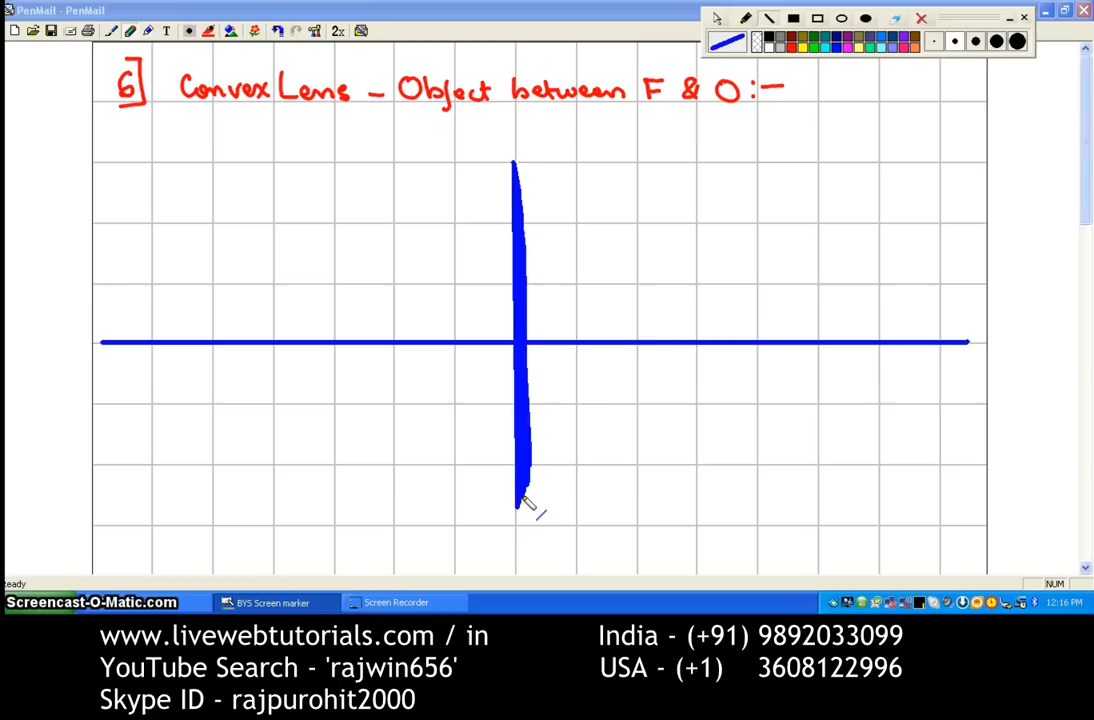 PenMail - PenMail
T
2x
6] Convex Lens - Object between F & O :-
Ready
NUM
Screencast-O-Matic.com
BYS Screen marker
Screen Recorder
12:16 PM
www.livewebtutorials.com / in
India - (+91) 9892033099
YouTube Search - 'rajwin656'
USA - (+1) 3608122996
Skype ID - rajpurohit2000